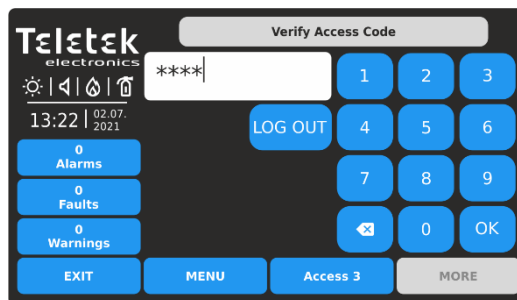 Teletek
electronics
13:22
02.07.
2021
0
Alarms
0
Faults
0
Warnings
EXIT
Verify Access Code
****
LOG OUT
1 2 3
4 5 6
7 8 9
0 OK
MENU
Access 3
MORE